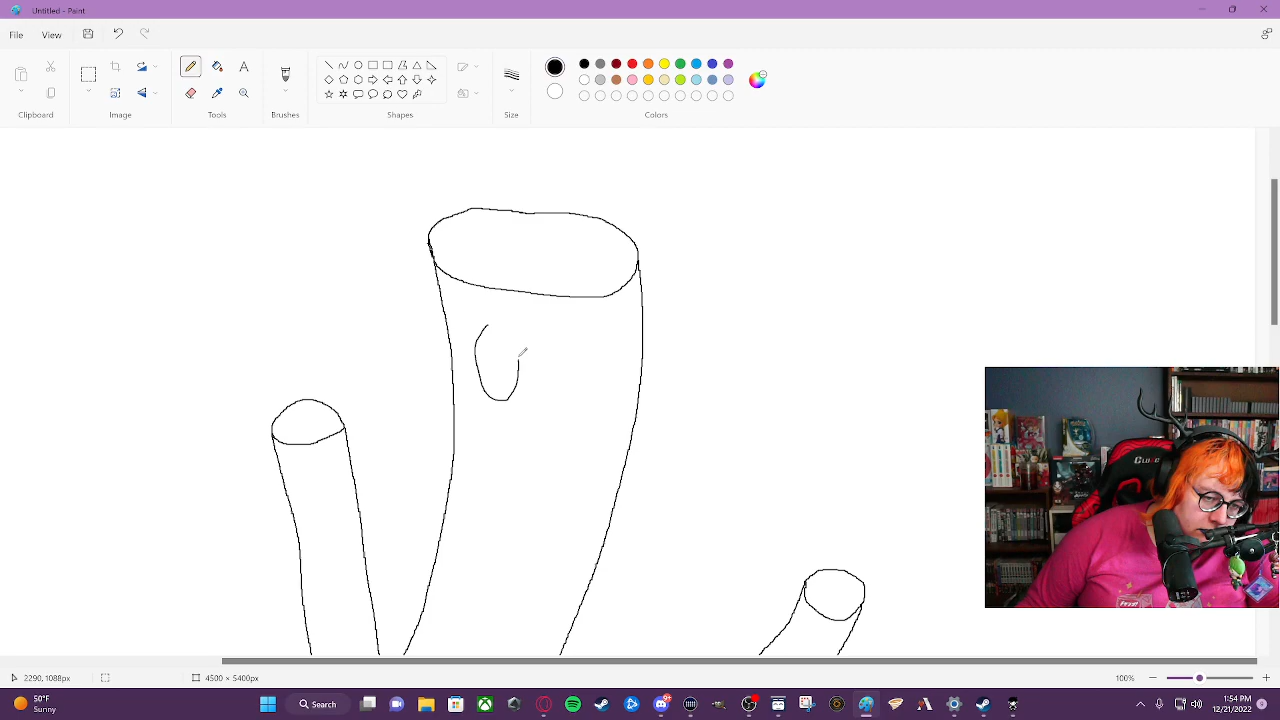 Untitled - Paint
File
View
Clipboard
Image
Tools
Brushes
Shapes
Size
Colors
2290, 1088px
4500 × 5400px
100%
50°F
Sunny
Search
1:54 PM
12/21/2022